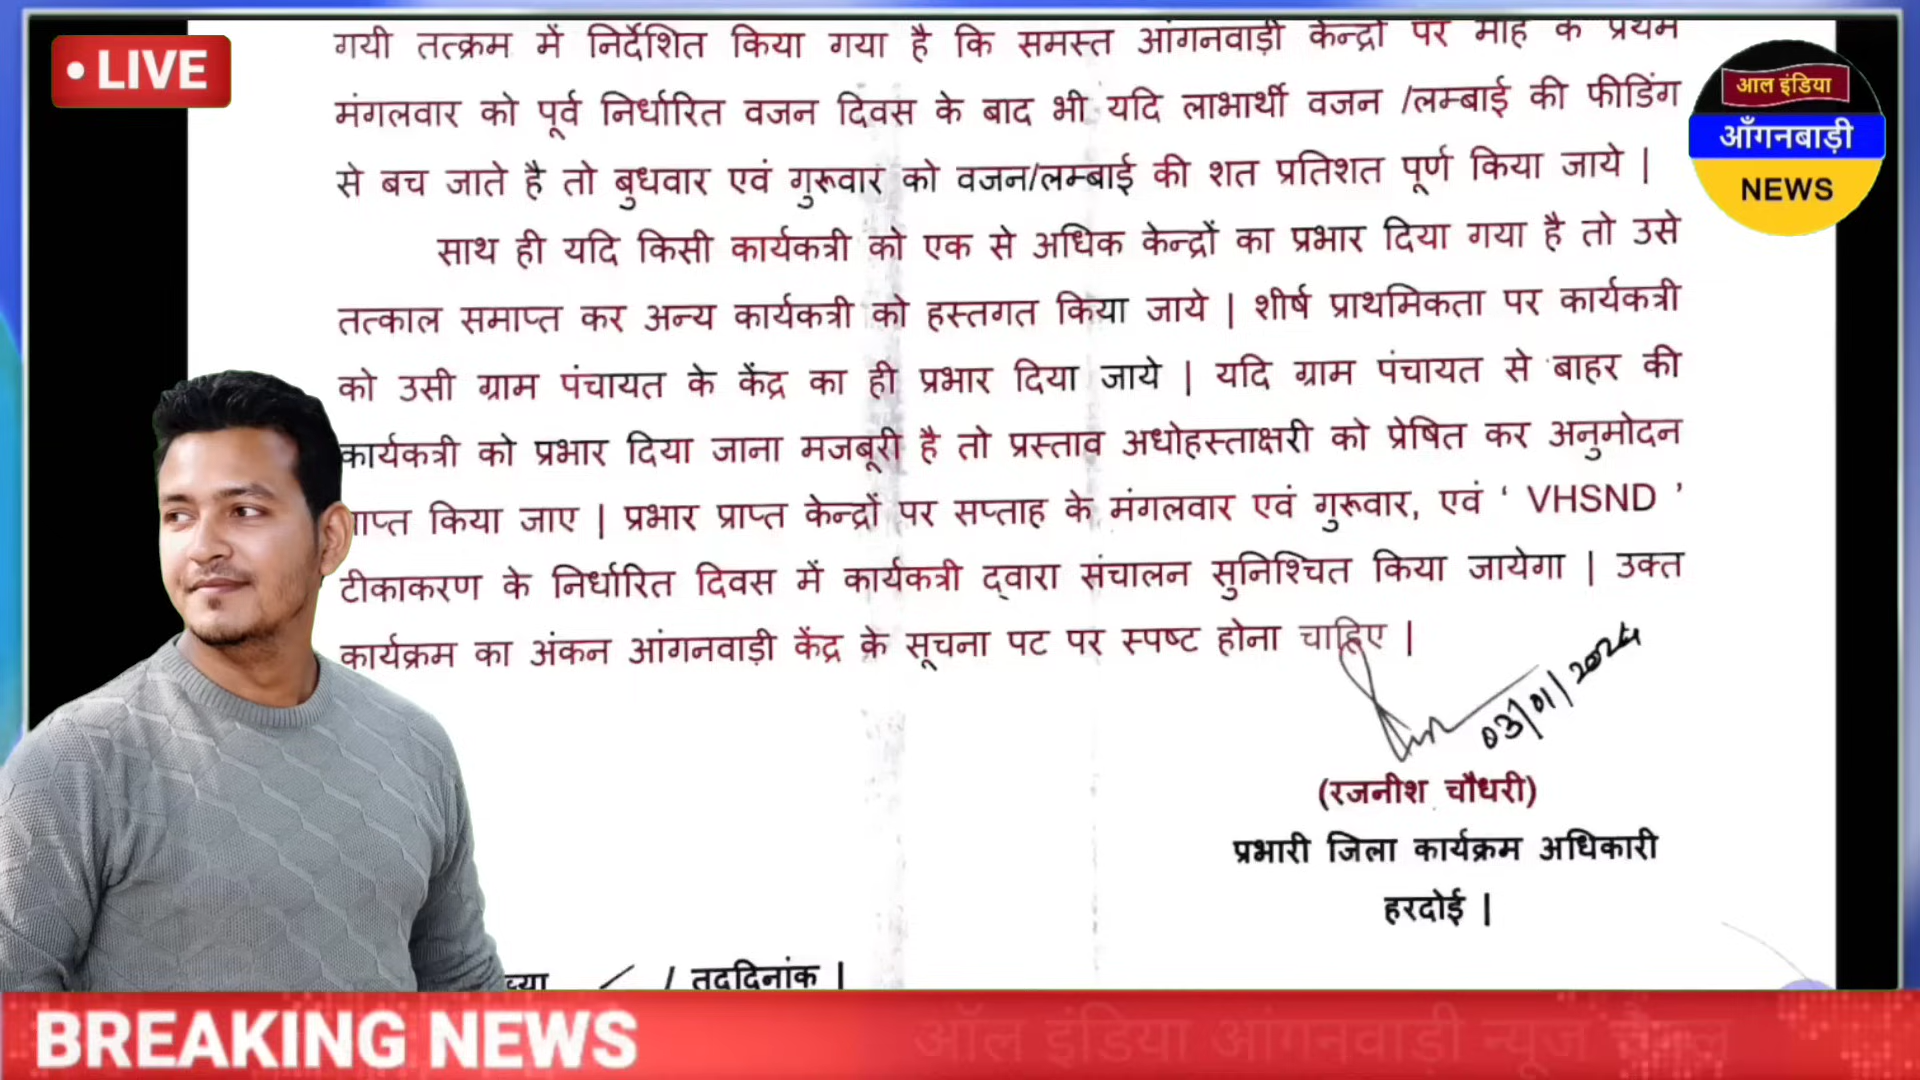 • LIVE
गयी तत्क्रम में निर्देशित किया गया है कि समस्त आंगनवाड़ी केन्द्रों पर माह के प्रथम
मंगलवार को पूर्व निर्धारित वजन दिवस के बाद भी यदि लाभार्थी वजन /लम्बाई की फीडिंग
से बच जाते है तो बुधवार एवं गुरूवार को वजन/लम्बाई की शत प्रतिशत पूर्ण किया जाये |
साथ ही यदि किसी कार्यकत्री को एक से अधिक केन्द्रों का प्रभार दिया गया है तो उसे
तत्काल समाप्त कर अन्य कार्यकत्री को हस्तगत किया जाये | शीर्ष प्राथमिकता पर कार्यकत्री
को उसी ग्राम पंचायत के केंद्र का ही प्रभार दिया जाये | यदि ग्राम पंचायत से बाहर की
कार्यकत्री को प्रभार दिया जाना मजबूरी है तो प्रस्ताव अधोहस्ताक्षरी को प्रेषित कर अनुमोदन
किया जाए | प्रभार प्राप्त केन्द्रों पर सप्ताह के मंगलवार एवं गुरूवार, एवं ‘ VHSND ’
टीकाकरण के निर्धारित दिवस में कार्यकत्री द्वारा संचालन सुनिश्चित किया जायेगा | उक्त
कार्यक्रम का अंकन आंगनवाड़ी केंद्र के सूचना पट पर स्पष्ट होना चाहिए |
03/01/2024
(रजनीश चौधरी)
प्रभारी जिला कार्यक्रम अधिकारी
हरदोई |
/ तददिनांक |
आल इंडिया
आँगनबाड़ी
NEWS
BREAKING NEWS
ऑल इंडिया आंगनवाड़ी न्यूज चैनल